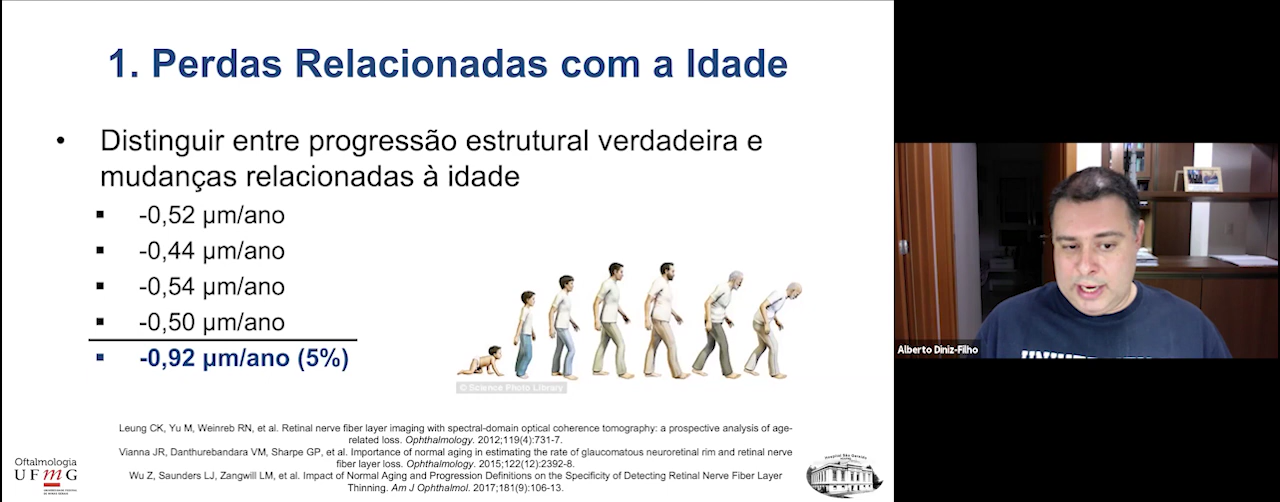 1. Perdas Relacionadas com a Idade
• Distinguir entre progressão estrutural verdadeira e
mudanças relacionadas à idade
▪ -0,52 µm/ano
▪ -0,44 µm/ano
▪ -0,54 µm/ano
▪ -0,50 µm/ano
▪ -0,92 µm/ano (5%)
© Science Photo Library
Leung CK, Yu M, Weinreb RN, et al. Retinal nerve fiber layer imaging with spectral-domain optical coherence tomography: a prospective analysis of age-
related loss. Ophthalmology. 2012;119(4):731-7.
Vianna JR, Danthurebandara VM, Sharpe GP, et al. Importance of normal aging in estimating the rate of glaucomatous neuroretinal rim and retinal nerve
fiber layer loss. Ophthalmology. 2015;122(12):2392-8.
Wu Z, Saunders LJ, Zangwill LM, et al. Impact of Normal Aging and Progression Definitions on the Specificity of Detecting Retinal Nerve Fiber Layer
Thinning. Am J Ophthalmol. 2017;181(9):106-13.
Oftalmologia
UFMG
Hospital São Geraldo
Alberto Diniz-Filho